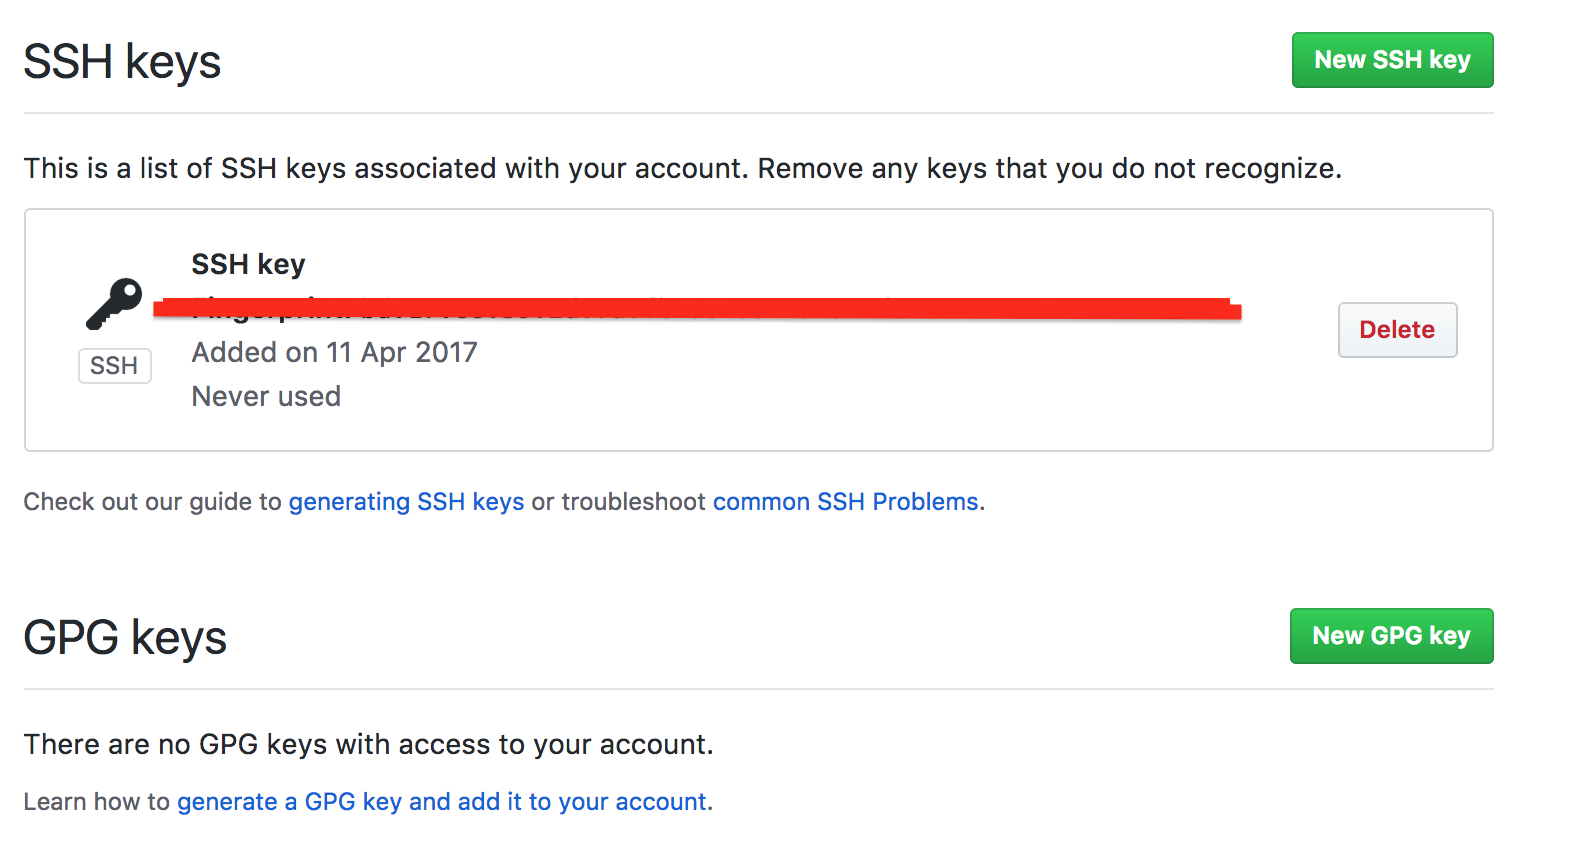 SSH keys
New SSH key
This is a list of SSH keys associated with your account. Remove any keys that you do not recognize.
SSH key
SSH
Added on 11 Apr 2017
Never used
Delete
Check out our guide to generating SSH keys or troubleshoot common SSH Problems.
GPG keys
New GPG key
There are no GPG keys with access to your account.
Learn how to generate a GPG key and add it to your account.